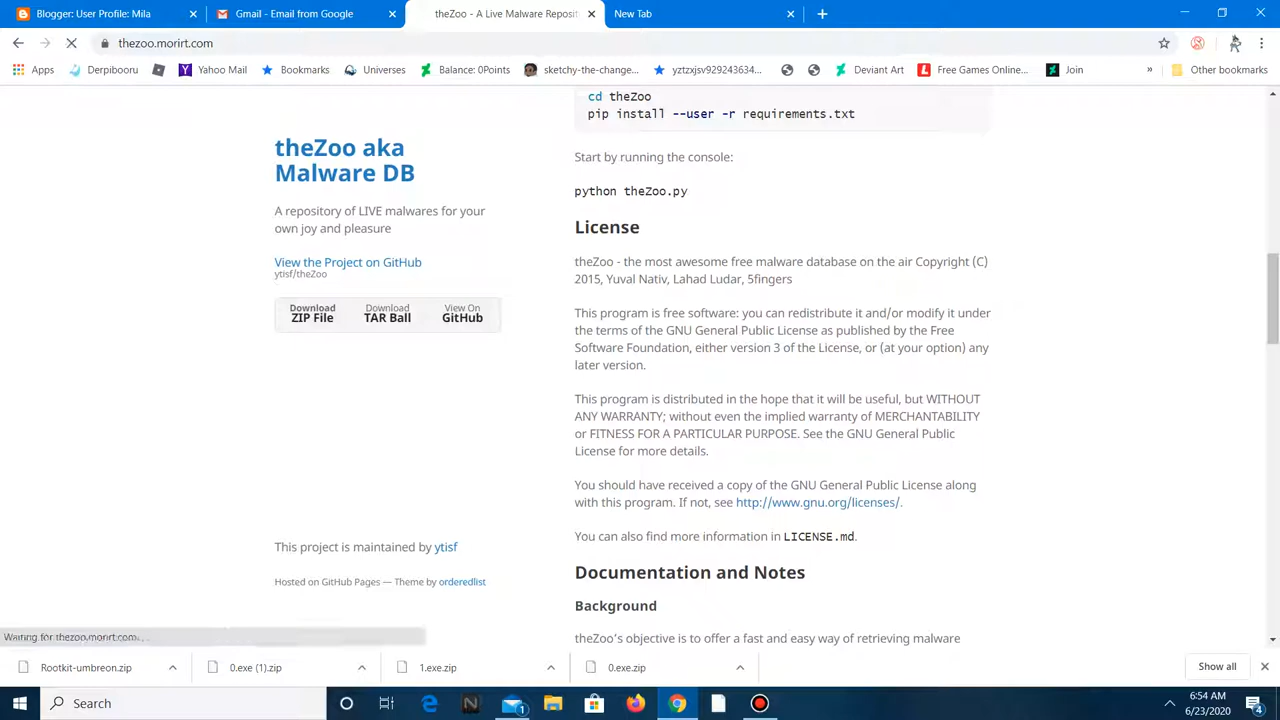 Blogger: User Profile: Mila
Gmail - Email from Google
theZoo - A Live Malware Reposit
New Tab
thezoo.morirt.com
Apps
Derpibooru
Yahoo Mail
Bookmarks
Universes
Balance: 0Points
sketchy-the-change...
yztzxjsv929243634...
Deviant Art
Free Games Online...
Join
»
Other bookmarks
theZoo aka
Malware DB
A repository of LIVE malwares for your
own joy and pleasure
View the Project on GitHub
ytisf/theZoo
Download
ZIP File
Download
TAR Ball
View On
GitHub
This project is maintained by ytisf
Hosted on GitHub Pages — Theme by orderedlist
cd theZoo
pip install --user -r requirements.txt
Start by running the console:
python theZoo.py
License
theZoo - the most awesome free malware database on the air Copyright (C)
2015, Yuval Nativ, Lahad Ludar, 5fingers
This program is free software: you can redistribute it and/or modify it under
the terms of the GNU General Public License as published by the Free
Software Foundation, either version 3 of the License, or (at your option) any
later version.
This program is distributed in the hope that it will be useful, but WITHOUT
ANY WARRANTY; without even the implied warranty of MERCHANTABILITY
or FITNESS FOR A PARTICULAR PURPOSE. See the GNU General Public
License for more details.
You should have received a copy of the GNU General Public License along
with this program. If not, see http://www.gnu.org/licenses/.
You can also find more information in LICENSE.md.
Documentation and Notes
Background
theZoo's objective is to offer a fast and easy way of retrieving malware
Waiting for thezoo.morirt.com...
Rootkit-umbreon.zip
0.exe (1).zip
1.exe.zip
0.exe.zip
Show all
Search
1
6:54 AM
6/23/2020
4